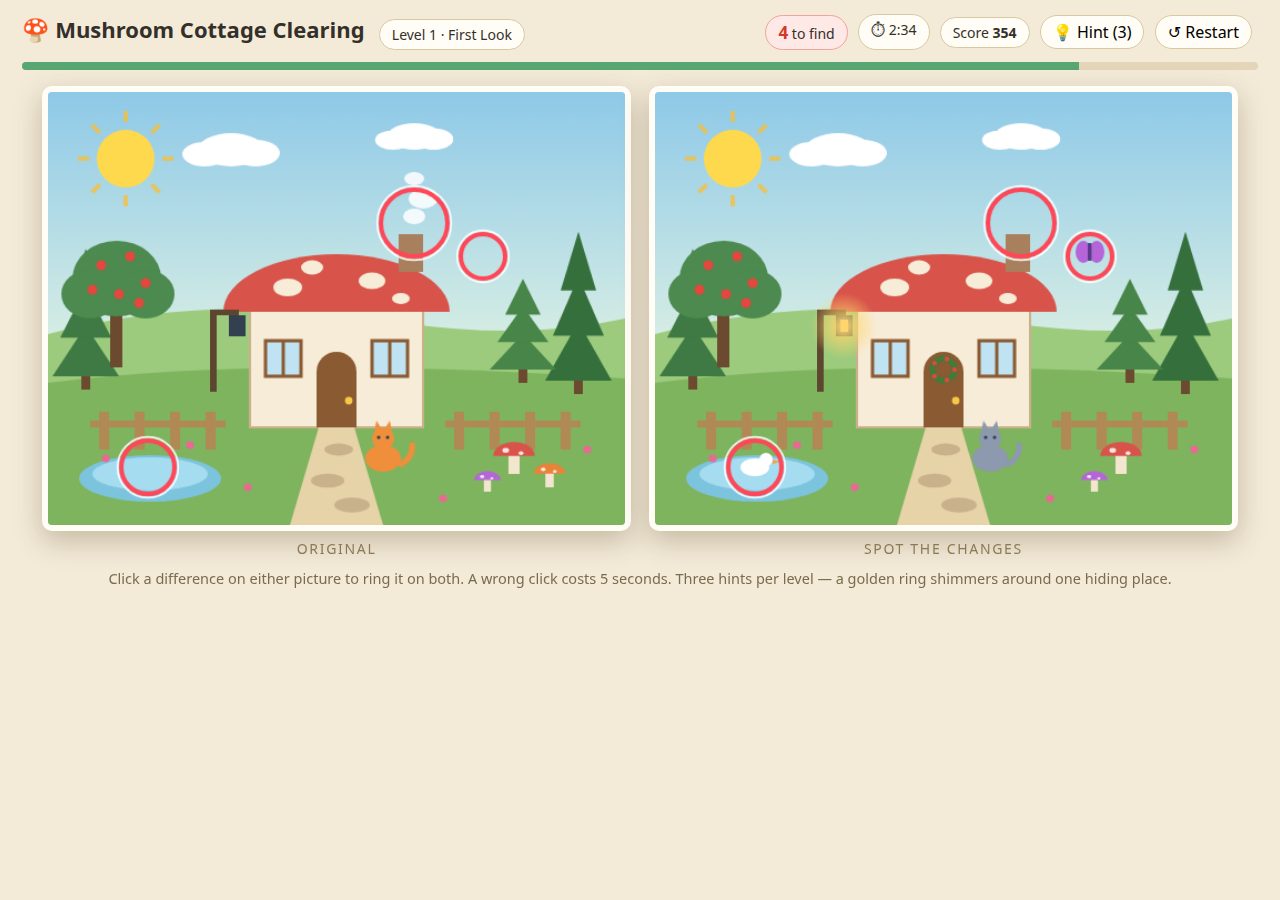 🍄 Mushroom Cottage Clearing
Level 1 · First Look
4 to find
⏱ 2:34
Score 354
💡 Hint (3)
↺ Restart
ORIGINAL
SPOT THE CHANGES
Click a difference on either picture to ring it on both. A wrong click costs 5 seconds. Three hints per level — a golden ring shimmers around one hiding place.